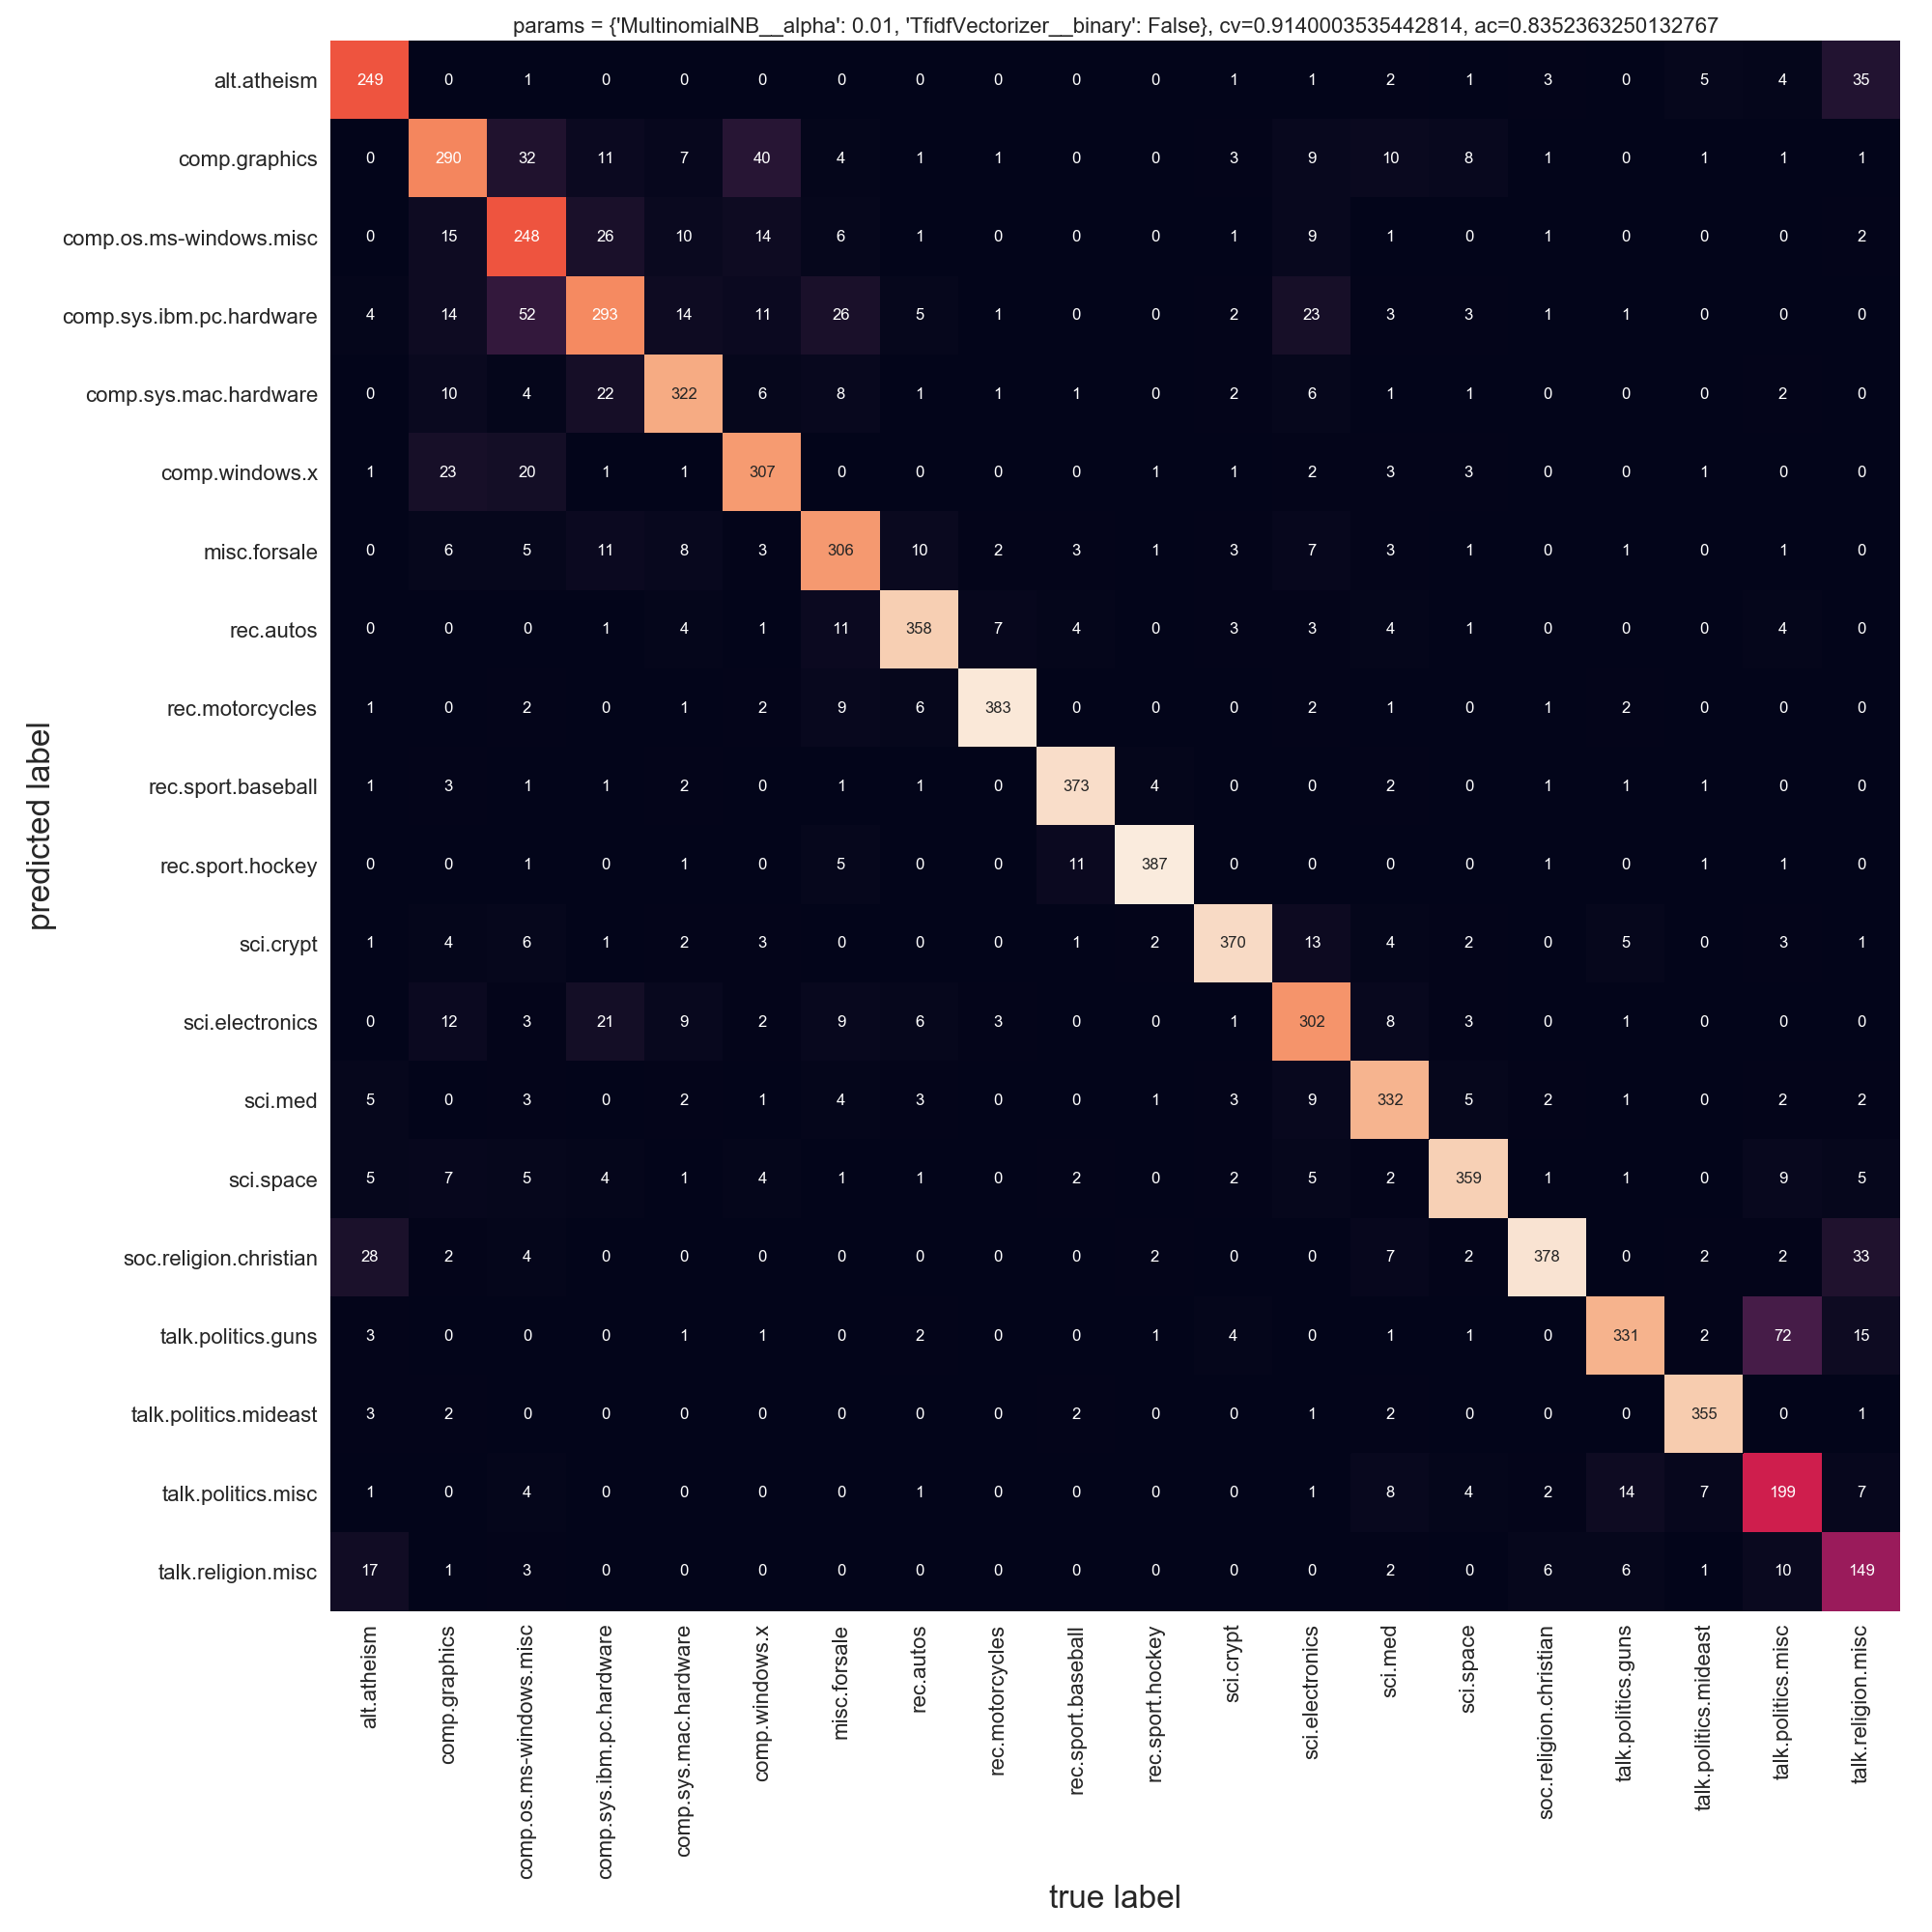 params = {'MultinomialNB__alpha': 0.01, 'TfidfVectorizer__binary': False}, cv=0.9140003535442814, ac=0.8352363250132767
predicted label
alt.atheism 249 0 1 0 0 0 0 0 0 0 0 1 1 2 1 3 0 5 4 35
comp.graphics 0 290 32 11 7 40 4 1 1 0 0 3 9 10 8 1 0 1 1 1
comp.os.ms-windows.misc 0 15 248 26 10 14 6 1 0 0 0 1 9 1 0 1 0 0 0 2
comp.sys.ibm.pc.hardware 4 14 52 293 14 11 26 5 1 0 0 2 23 3 3 1 1 0 0 0
comp.sys.mac.hardware 0 10 4 22 322 6 8 1 1 1 0 2 6 1 1 0 0 0 2 0
comp.windows.x 1 23 20 1 1 307 0 0 0 0 1 1 2 3 3 0 0 1 0 0
misc.forsale 0 6 5 11 8 3 306 10 2 3 1 3 7 3 1 0 1 0 1 0
rec.autos 0 0 0 1 4 1 11 358 7 4 0 3 3 4 1 0 0 0 4 0
rec.motorcycles 1 0 2 0 1 2 9 6 383 0 0 0 2 1 0 1 2 0 0 0
rec.sport.baseball 1 3 1 1 2 0 1 1 0 373 4 0 0 2 0 1 1 1 0 0
rec.sport.hockey 0 0 1 0 1 0 5 0 0 11 387 0 0 0 0 1 0 1 1 0
sci.crypt 1 4 6 1 2 3 0 0 0 1 2 370 13 4 2 0 5 0 3 1
sci.electronics 0 12 3 21 9 2 9 6 3 0 0 1 302 8 3 0 1 0 0 0
sci.med 5 0 3 0 2 1 4 3 0 0 1 3 9 332 5 2 1 0 2 2
sci.space 5 7 5 4 1 4 1 1 0 2 0 2 5 2 359 1 1 0 9 5
soc.religion.christian 28 2 4 0 0 0 0 0 0 0 2 0 0 7 2 378 0 2 2 33
talk.politics.guns 3 0 0 0 1 1 0 2 0 0 1 4 0 1 1 0 331 2 72 15
talk.politics.mideast 3 2 0 0 0 0 0 0 0 2 0 0 1 2 0 0 0 355 0 1
talk.politics.misc 1 0 4 0 0 0 0 1 0 0 0 0 1 8 4 2 14 7 199 7
talk.religion.misc 17 1 3 0 0 0 0 0 0 0 0 0 0 2 0 6 6 1 10 149
alt.atheism
comp.graphics
comp.os.ms-windows.misc
comp.sys.ibm.pc.hardware
comp.sys.mac.hardware
comp.windows.x
misc.forsale
rec.autos
rec.motorcycles
rec.sport.baseball
rec.sport.hockey
sci.crypt
sci.electronics
sci.med
sci.space
soc.religion.christian
talk.politics.guns
talk.politics.mideast
talk.politics.misc
talk.religion.misc
true label